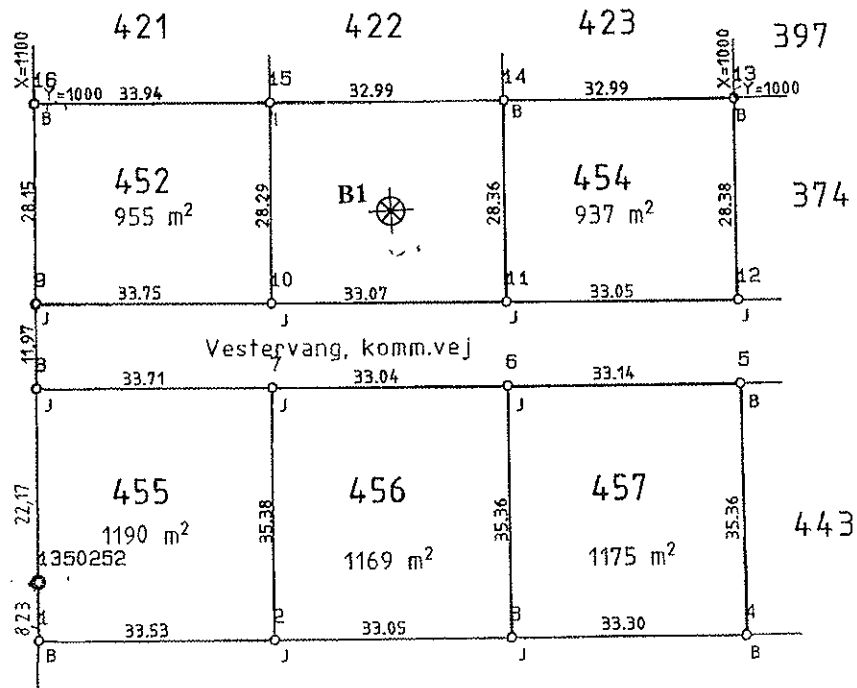 421 422 423 397
X=1100 X=1000
16 15 14 13
Y=1000 33.94 32.99 32.99 Y=1000
B B B
452 B1 454 374
955 m² 937 m²
28.15 28.29 28.36 28.38
9 10 11 12
33.75 33.07 33.05
J J J J
11.97 Vestervang, komm.vej
8 7 6 5
33.71 33.04 33.14
J J J B
455 456 457 443
1190 m² 1169 m² 1175 m²
22,17 35.38 35.36 35.36
1350252
8.23
1 2 3 4
33.53 33.05 33.30
B J J B